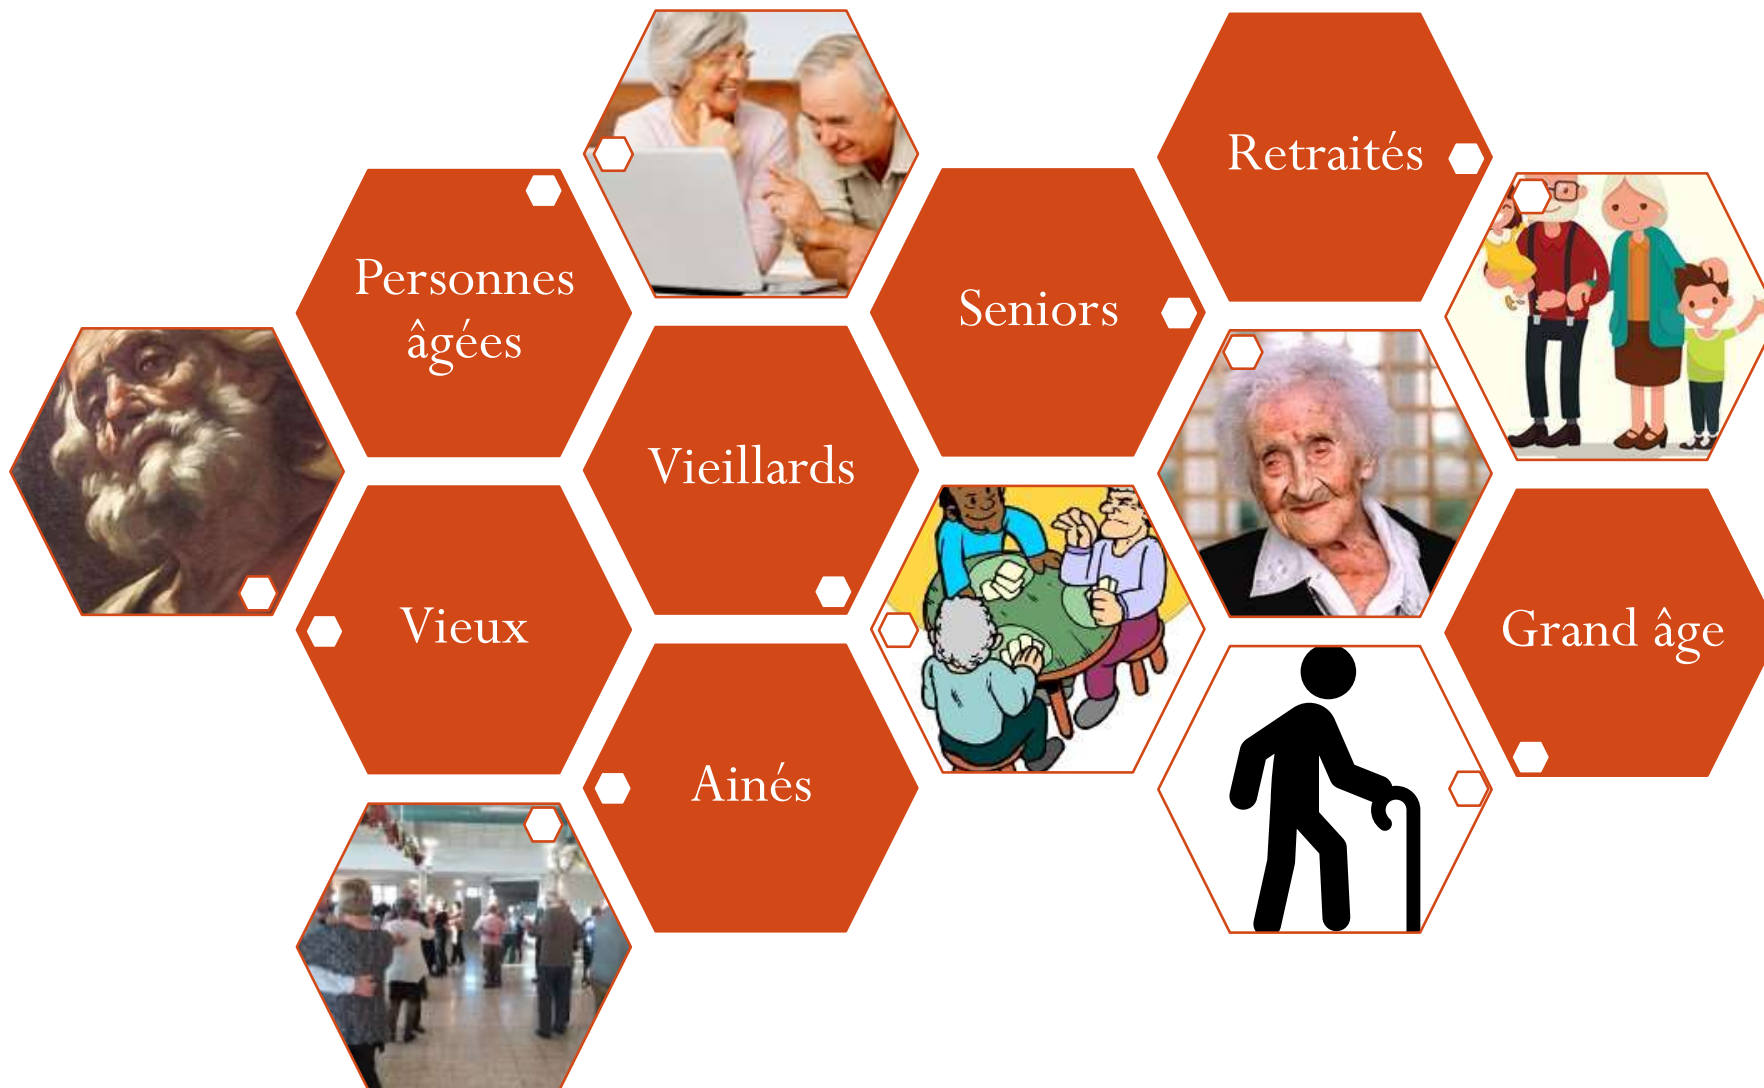 Retraités
Personnes
âgées
Seniors
Vieillards
Vieux
Grand âge
Ainés